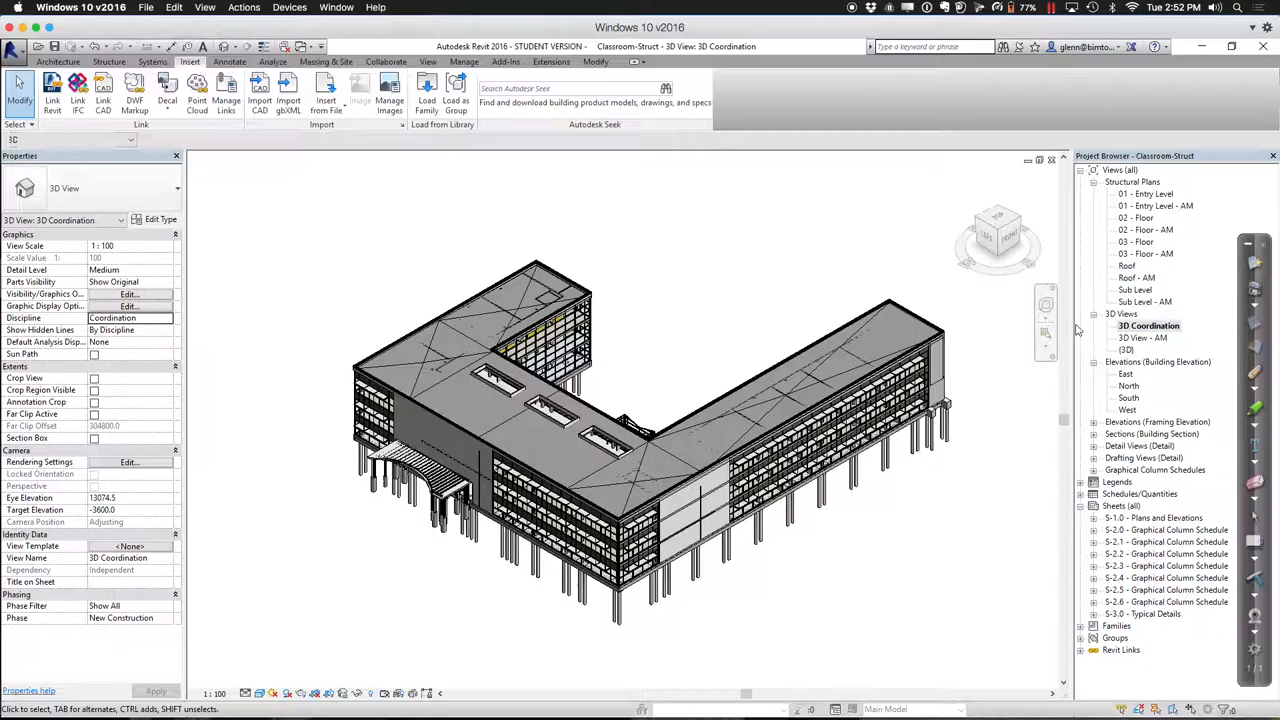 Windows 10 v2016 File Edit View Actions Devices Window Help 77% Tue 2:52 PM
Windows 10 v2016
Autodesk Revit 2016 - STUDENT VERSION - Classroom-Struct - 3D View: 3D Coordination
Type a keyword or phrase
glenn@bimto...
Architecture Structure Systems Insert Annotate Analyze Massing & Site Collaborate View Manage Add-Ins Extensions Modify
Modify
Link Revit
Link IFC
Link CAD
DWF Markup
Decal
Point Cloud
Manage Links
Import CAD
Import gbXML
Insert from File
Image
Manage Images
Load Family
Load as Group
Search Autodesk Seek
Find and download building product models, drawings, and specs
Select Link Import Load from Library Autodesk Seek
3D
Properties
3D View
3D View: 3D Coordination Edit Type
Graphics
View Scale 1 : 100
Scale Value 1: 100
Detail Level Medium
Parts Visibility Show Original
Visibility/Graphics O... Edit...
Graphic Display Opti... Edit...
Discipline Coordination
Show Hidden Lines By Discipline
Default Analysis Disp... None
Sun Path
Extents
Crop View
Crop Region Visible
Annotation Crop
Far Clip Active
Far Clip Offset 304800.0
Section Box
Camera
Rendering Settings Edit...
Locked Orientation
Perspective
Eye Elevation 13074.5
Target Elevation -3600.0
Camera Position Adjusting
Identity Data
View Template <None>
View Name 3D Coordination
Dependency Independent
Title on Sheet
Phasing
Phase Filter Show All
Phase New Construction
Properties help Apply
TOP
LEFT
FRONT
Project Browser - Classroom-Struct
Views (all)
Structural Plans
01 - Entry Level
01 - Entry Level - AM
02 - Floor
02 - Floor - AM
03 - Floor
03 - Floor - AM
Roof
Roof - AM
Sub Level
Sub Level - AM
3D Views
3D Coordination
3D View - AM
{3D}
Elevations (Building Elevation)
East
North
South
West
Elevations (Framing Elevation)
Sections (Building Section)
Detail Views (Detail)
Drafting Views (Detail)
Graphical Column Schedules
Legends
Schedules/Quantities
Sheets (all)
S-1.0 - Plans and Elevations
S-2.0 - Graphical Column Schedule
S-2.1 - Graphical Column Schedule
S-2.2 - Graphical Column Schedule
S-2.3 - Graphical Column Schedule
S-2.4 - Graphical Column Schedule
S-2.5 - Graphical Column Schedule
S-2.6 - Graphical Column Schedule
S-3.0 - Typical Details
Families
Groups
Revit Links
1/1
1 : 100
Click to select, TAB for alternates, CTRL adds, SHIFT unselects.
:0
Main Model
:0